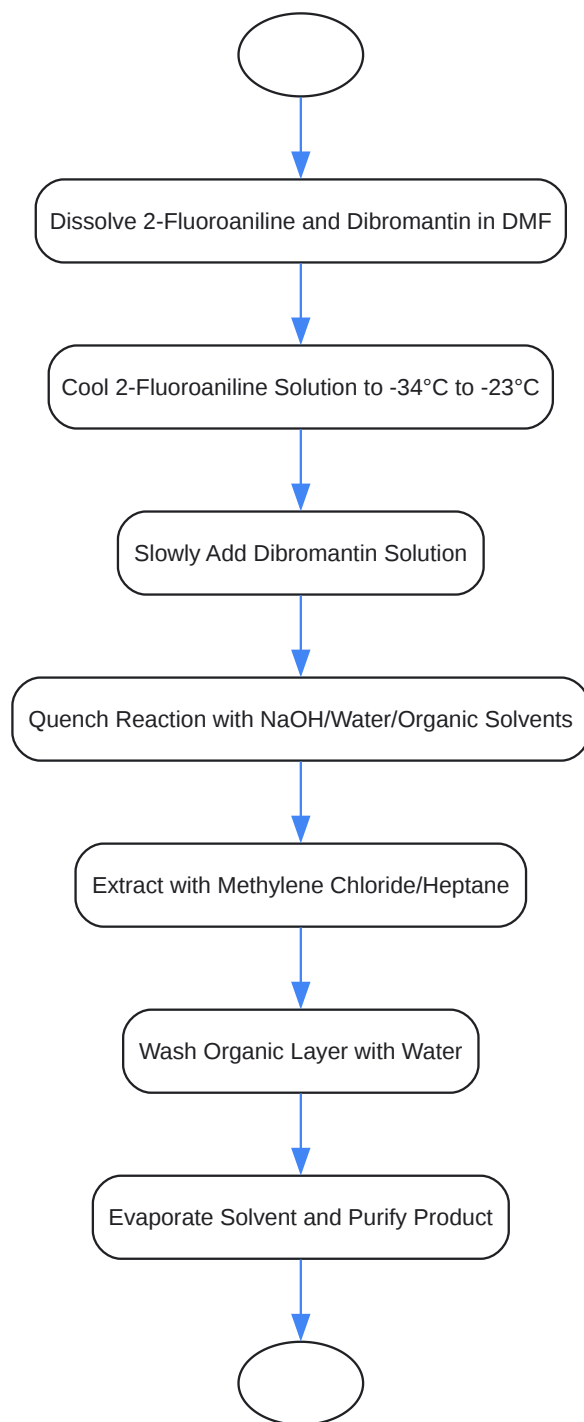 Dissolve 2-Fluoroaniline and Dibromantin in DMF
Cool 2-Fluoroaniline Solution to -34°C to -23°C
Slowly Add Dibromantin Solution
Quench Reaction with NaOH/Water/Organic Solvents
Extract with Methylene Chloride/Heptane
Wash Organic Layer with Water
Evaporate Solvent and Purify Product